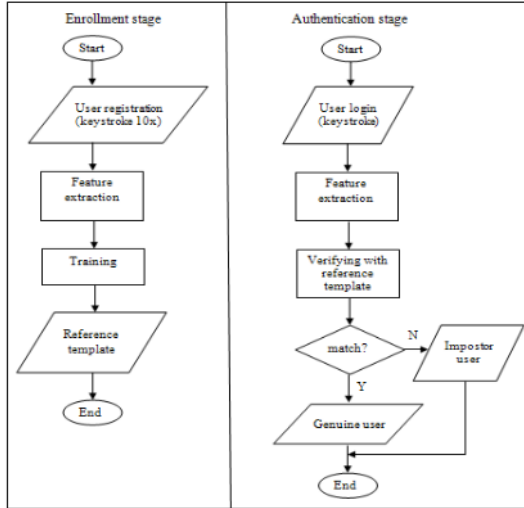 Enrollment stage
Start
User registration
(keystroke 10x)
Feature
extraction
Training
Reference
template
End
Authentication stage
Start
User login
(keystroke)
Feature
extraction
Verifying with
reference
template
match?
N
Impostor
user
Y
Genuine user
End